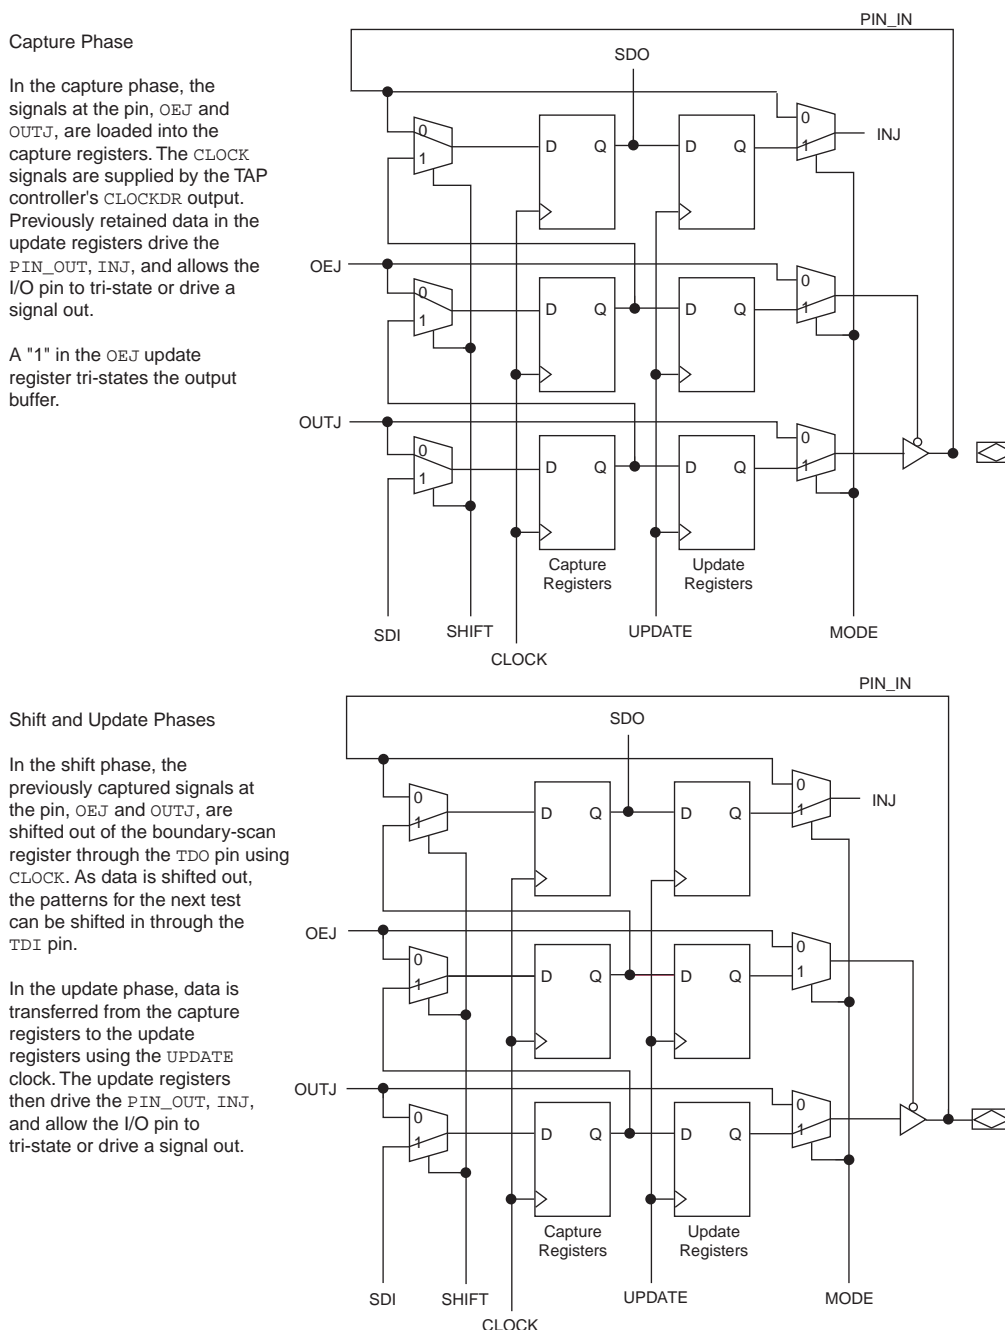 Capture Phase
In the capture phase, the
signals at the pin, OEJ and
OUTJ, are loaded into the
capture registers. The CLOCK
signals are supplied by the TAP
controller's CLOCKDR output.
Previously retained data in the
update registers drive the
PIN_OUT, INJ, and allows the
I/O pin to tri-state or drive a
signal out.
A "1" in the OEJ update
register tri-states the output
buffer.
PIN_IN
SDO
0
1
D Q
D Q
0
1
INJ
OEJ
0
1
D Q
D Q
0
1
OUTJ
0
1
D Q
D Q
0
1
Capture
Registers
Update
Registers
SDI
SHIFT
CLOCK
UPDATE
MODE
Shift and Update Phases
In the shift phase, the
previously captured signals at
the pin, OEJ and OUTJ, are
shifted out of the boundary-scan
register through the TDO pin using
CLOCK. As data is shifted out,
the patterns for the next test
can be shifted in through the
TDI pin.
In the update phase, data is
transferred from the capture
registers to the update
registers using the UPDATE
clock. The update registers
then drive the PIN_OUT, INJ,
and allow the I/O pin to
tri-state or drive a signal out.
PIN_IN
SDO
0
1
D Q
D Q
0
1
INJ
OEJ
0
1
D Q
D Q
0
1
OUTJ
0
1
D Q
D Q
0
1
Capture
Registers
Update
Registers
SDI
SHIFT
CLOCK
UPDATE
MODE